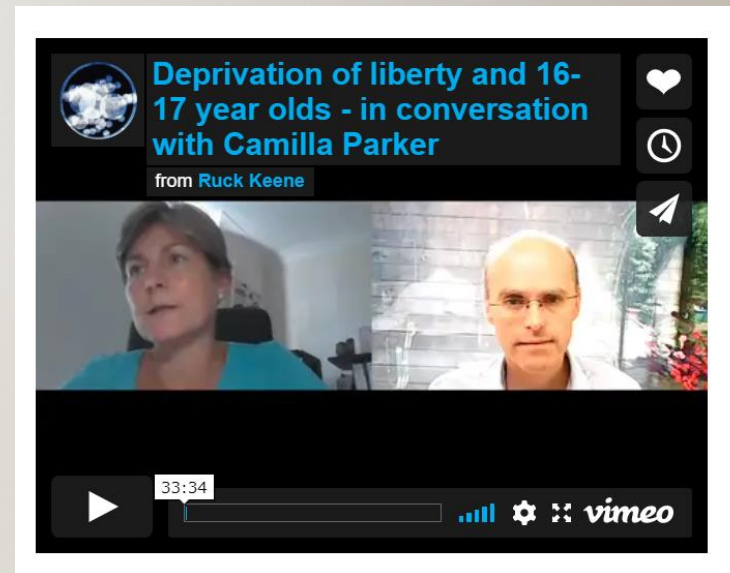 Deprivation of liberty and 16-
17 year olds - in conversation
with Camilla Parker
from Ruck Keene
33:34
vimeo